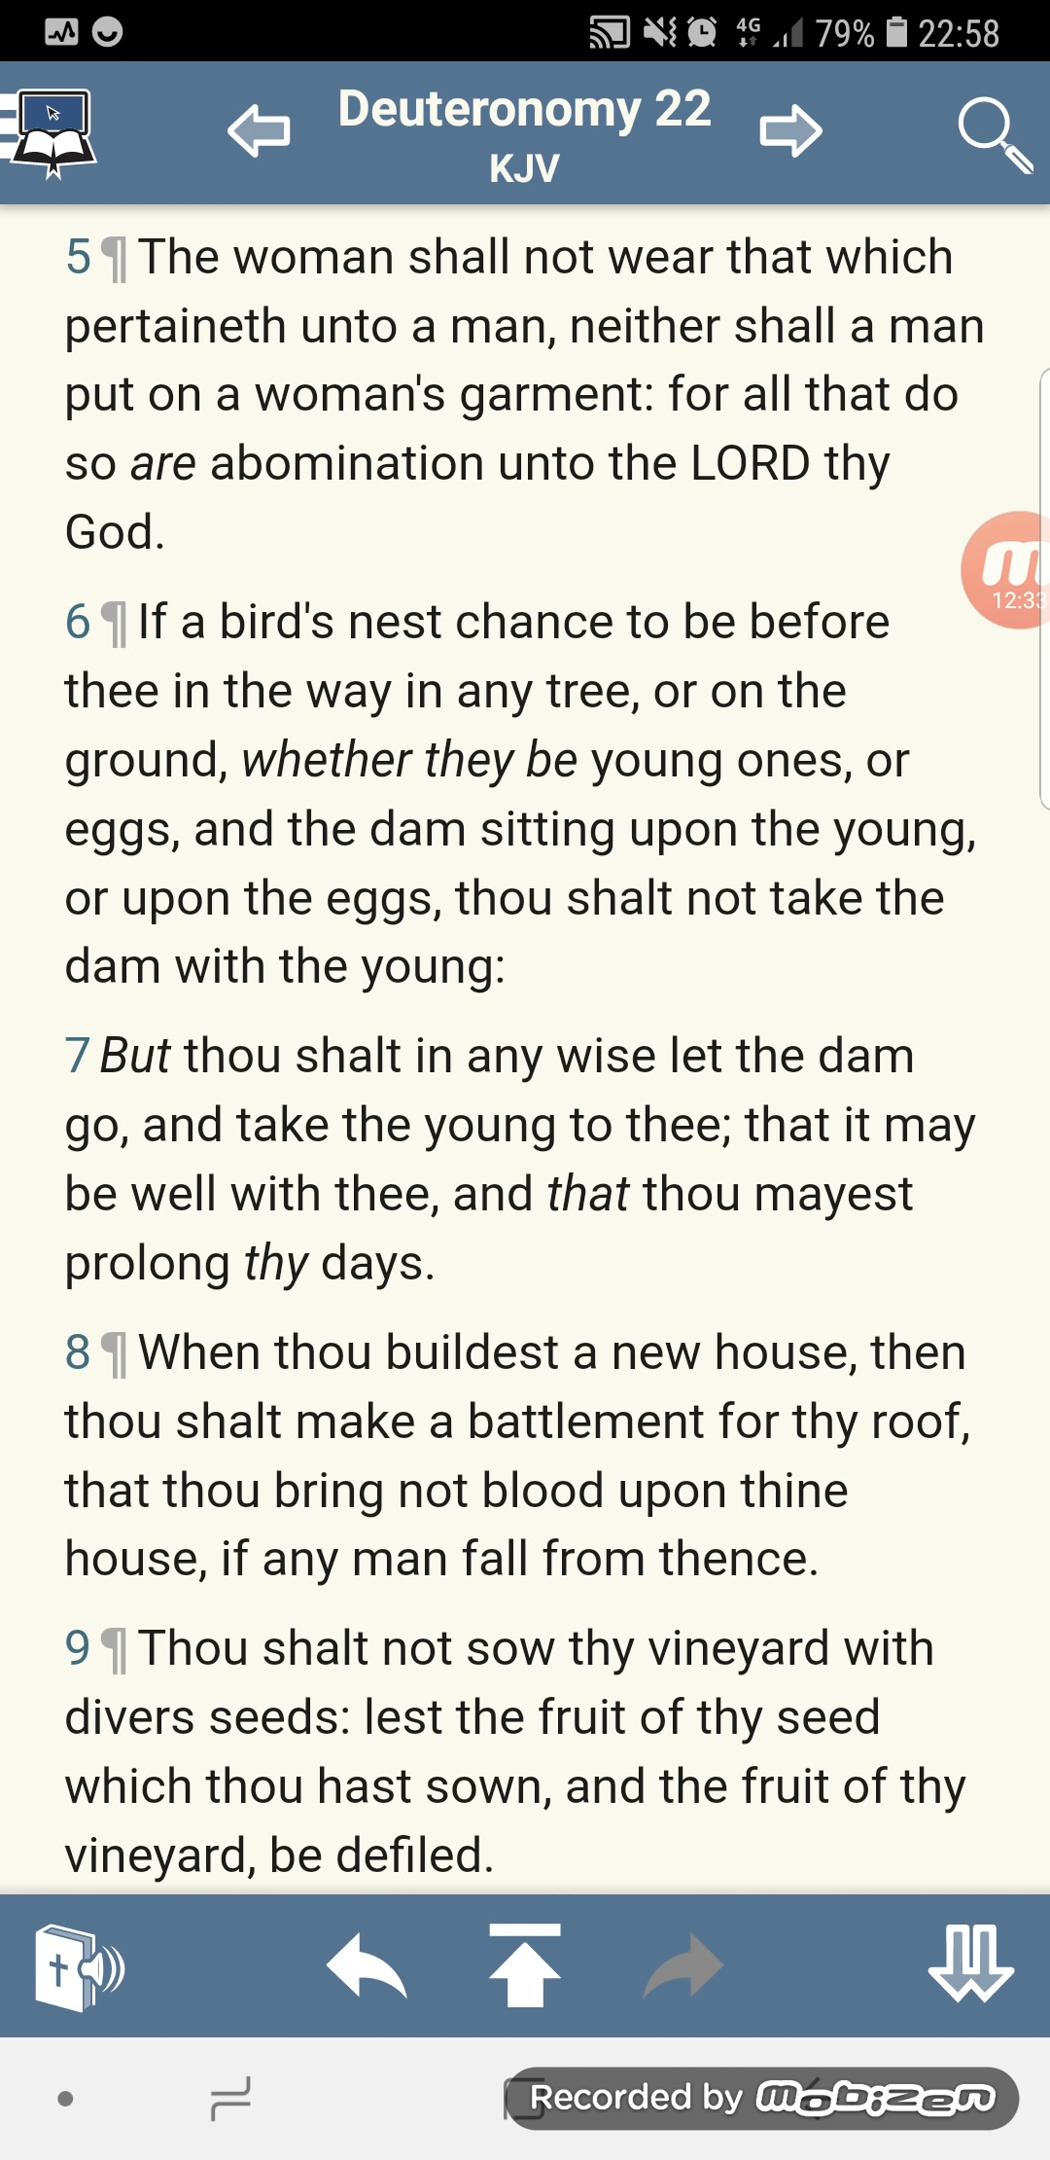 4G 79% 22:58
Deuteronomy 22
KJV
5 ¶ The woman shall not wear that which
pertaineth unto a man, neither shall a man
put on a woman's garment: for all that do
so are abomination unto the LORD thy
God.
12:33
6 ¶ If a bird's nest chance to be before
thee in the way in any tree, or on the
ground, whether they be young ones, or
eggs, and the dam sitting upon the young,
or upon the eggs, thou shalt not take the
dam with the young:
7 But thou shalt in any wise let the dam
go, and take the young to thee; that it may
be well with thee, and that thou mayest
prolong thy days.
8 ¶ When thou buildest a new house, then
thou shalt make a battlement for thy roof,
that thou bring not blood upon thine
house, if any man fall from thence.
9 ¶ Thou shalt not sow thy vineyard with
divers seeds: lest the fruit of thy seed
which thou hast sown, and the fruit of thy
vineyard, be defiled.
Recorded by mobizen